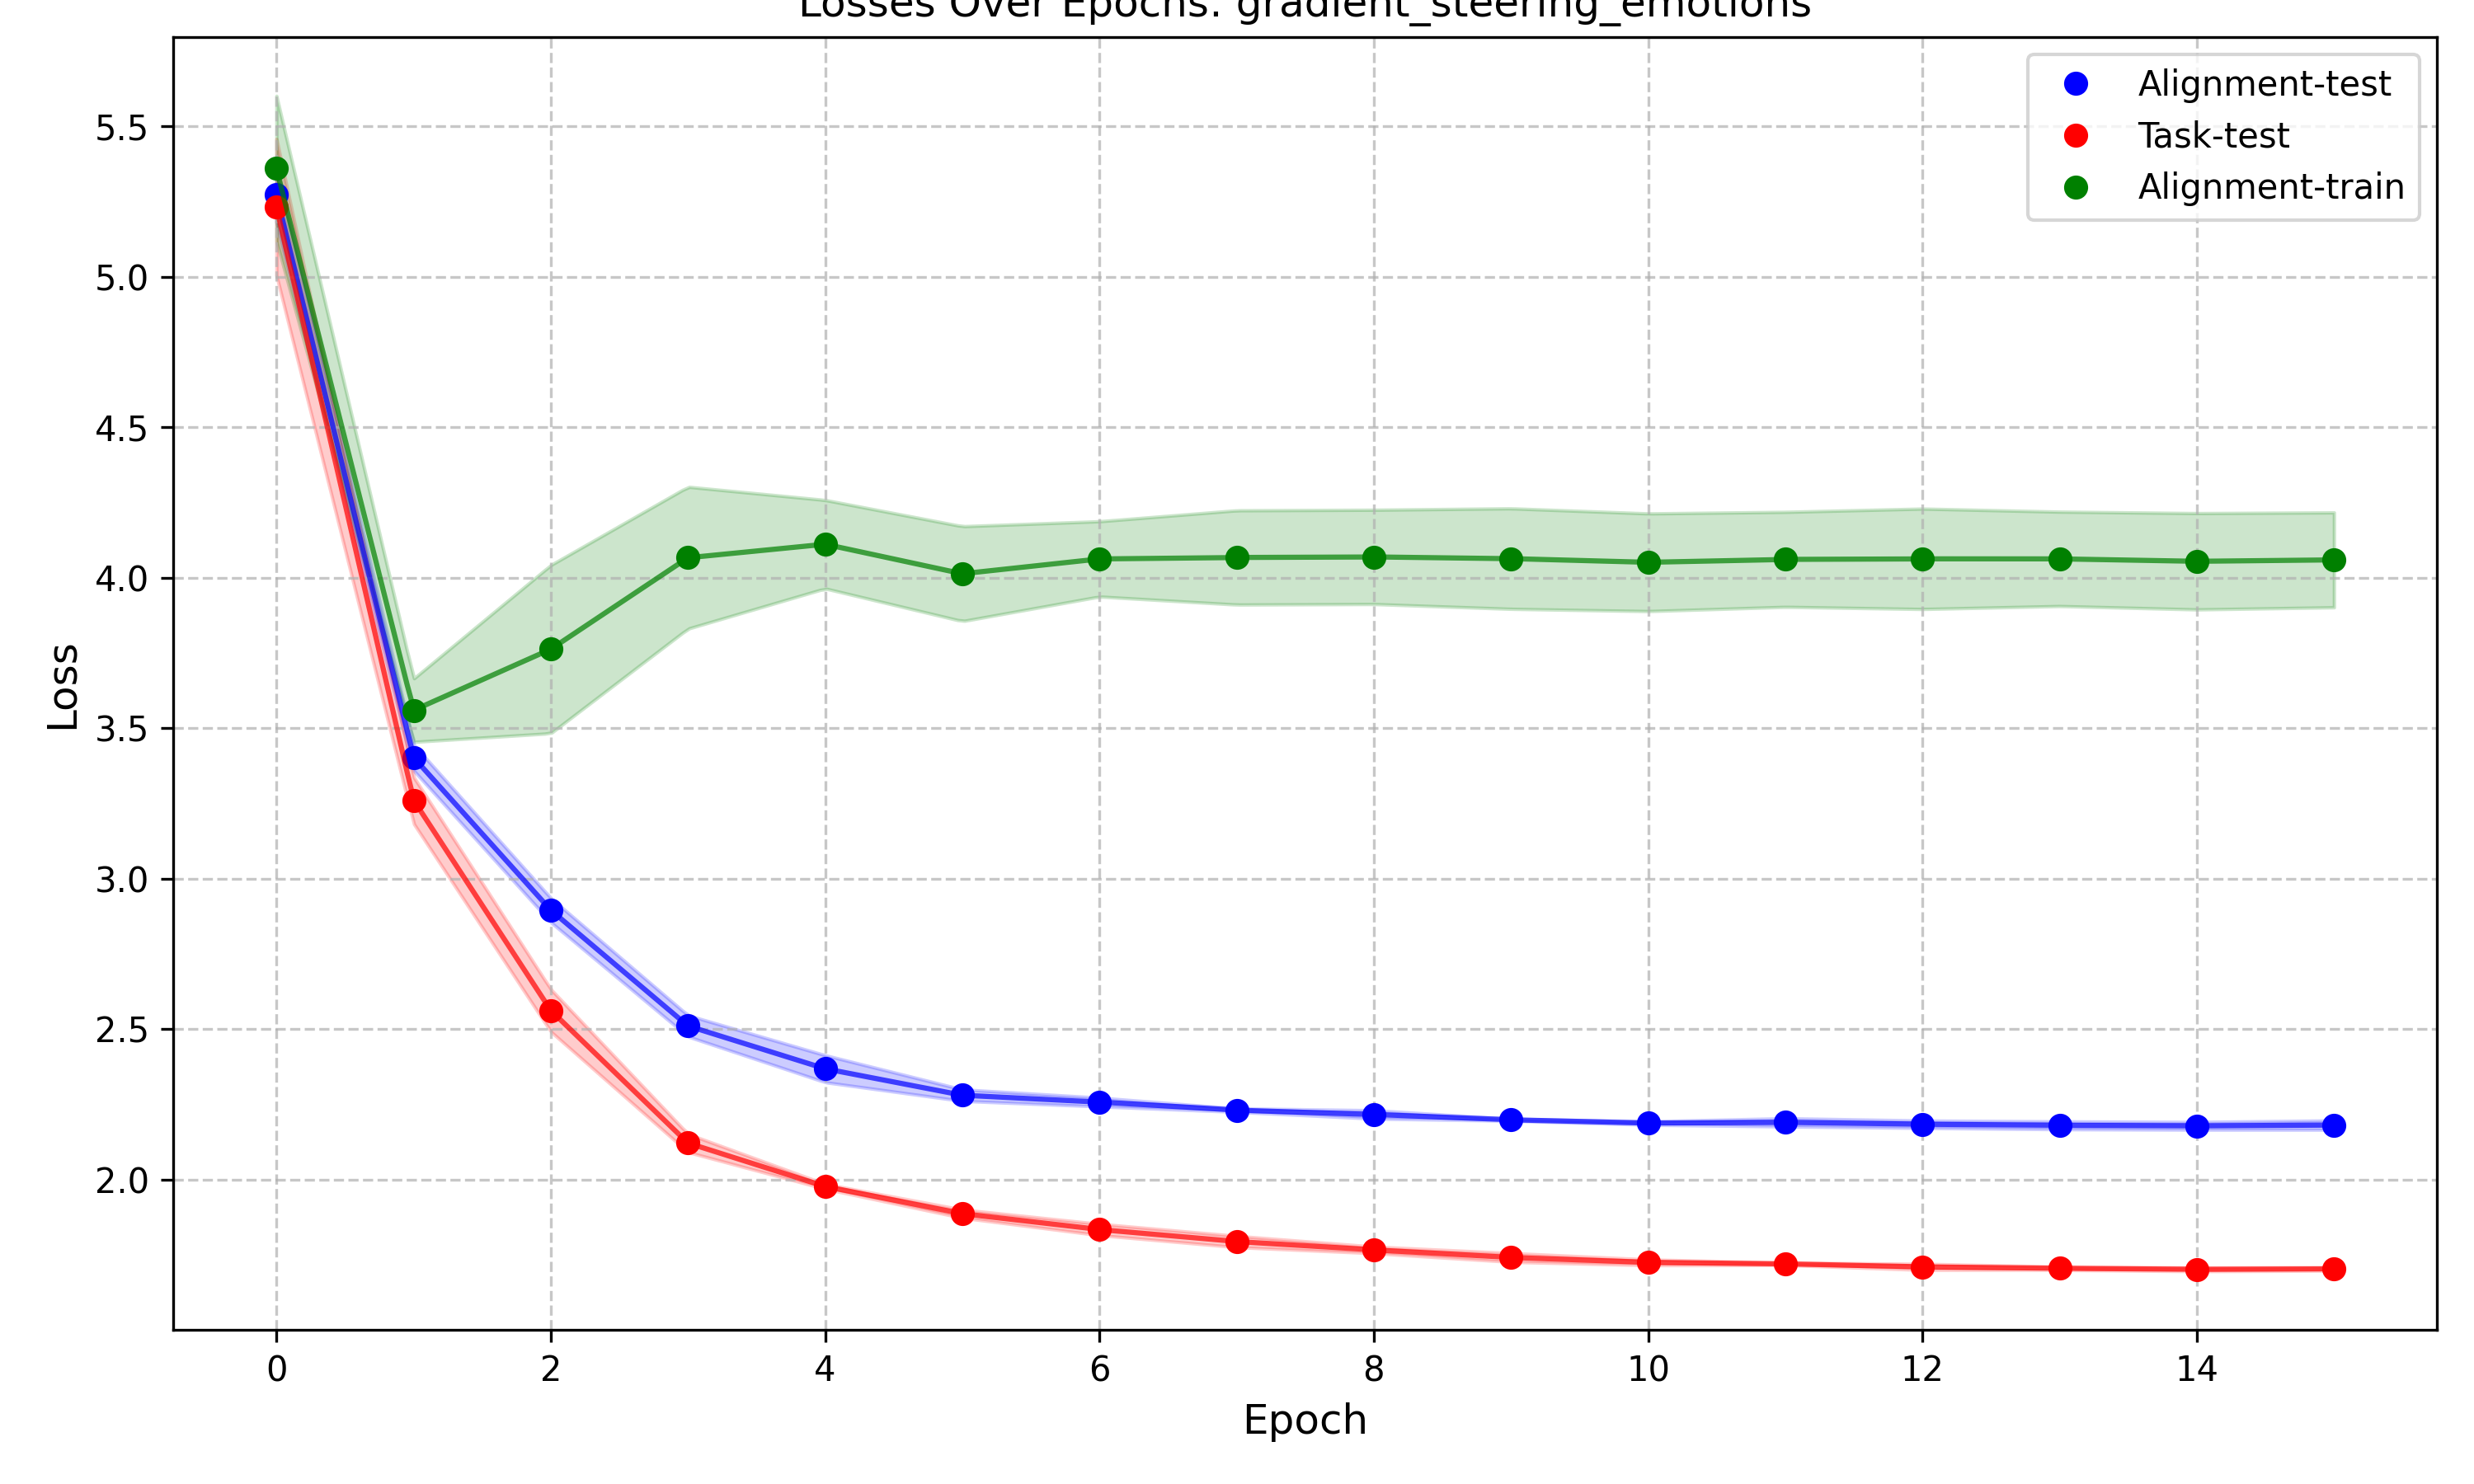 Losses Over Epochs: gradient_steering_emotions
Alignment-test
Task-test
Alignment-train
5.5
5.0
4.5
4.0
3.5
3.0
2.5
2.0
Loss
0 2 4 6 8 10 12 14
Epoch